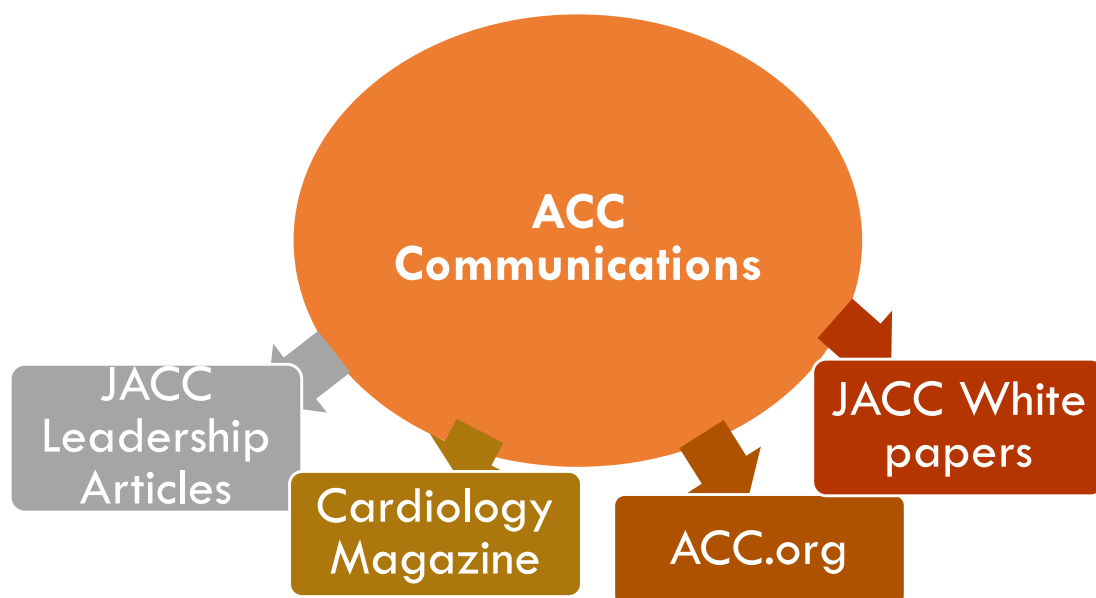 ACC
Communications
JACC
Leadership
Articles
Cardiology
Magazine
ACC.org
JACC White
papers